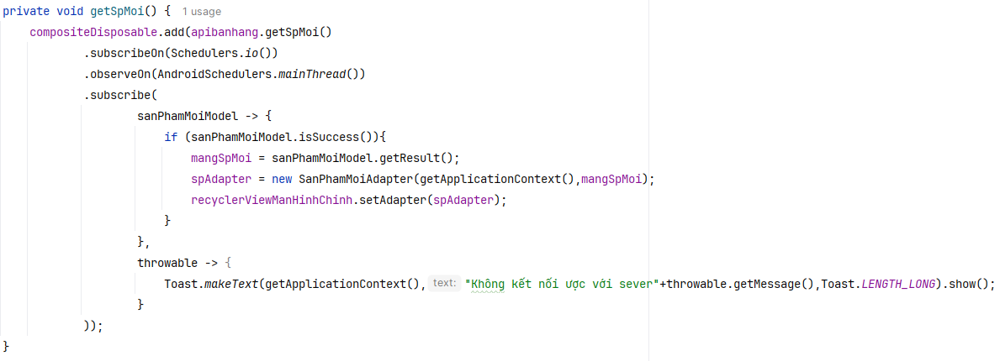 private void getSpMoi() { 1 usage
compositeDisposable.add(apibanhang.getSpMoi()
.subscribeOn(Schedulers.io())
.observeOn(AndroidSchedulers.mainThread())
.subscribe(
sanPhamMoiModel -> {
if (sanPhamMoiModel.isSuccess()){
mangSpMoi = sanPhamMoiModel.getResult();
spAdapter = new SanPhamMoiAdapter(getApplicationContext(),mangSpMoi);
recyclerViewManHinhChinh.setAdapter(spAdapter);
}
},
throwable -> {
Toast.makeText(getApplicationContext(), text: "Không kết nối ược với sever"+throwable.getMessage(),Toast.LENGTH_LONG).show();
}
));
}